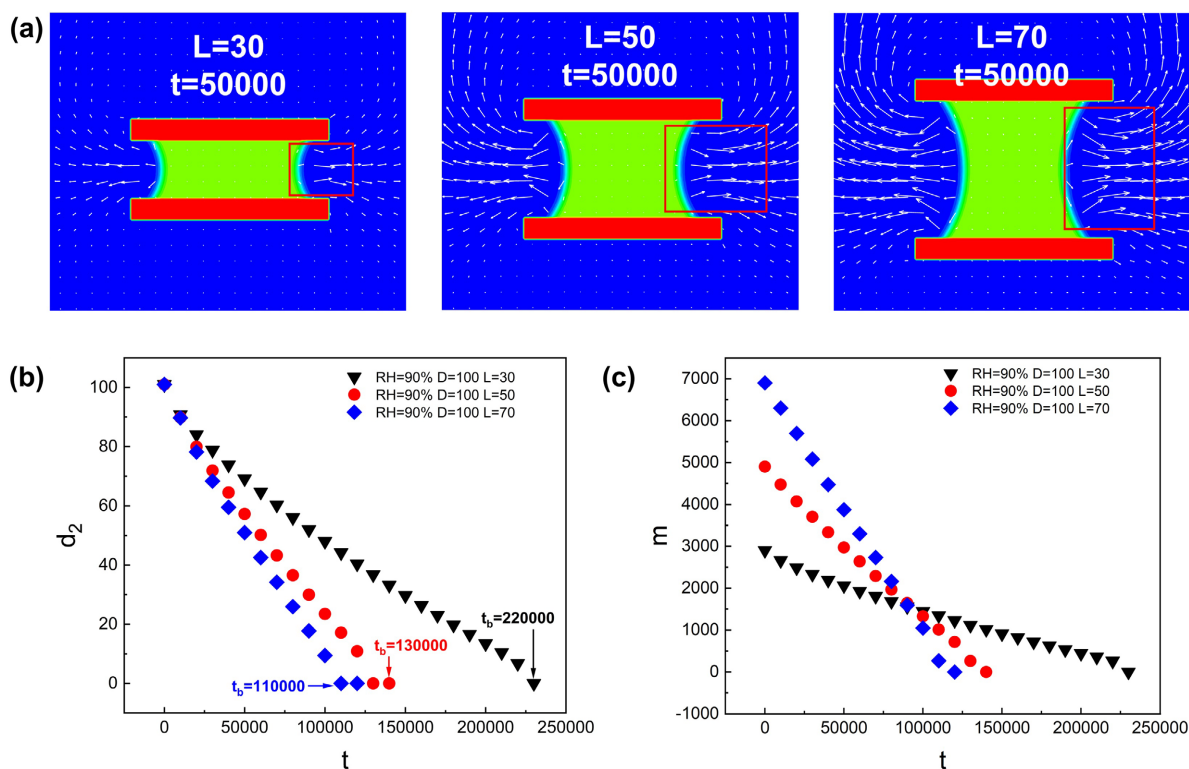 (a)
L=30
t=50000
L=50
t=50000
L=70
t=50000
(b)
RH=90% D=100 L=30
RH=90% D=100 L=50
RH=90% D=100 L=70
100
80
60
40
20
0
d₂
t_b=220000
t_b=130000
t_b=110000
0 50000 100000 150000 200000 250000
t
(c)
RH=90% D=100 L=30
RH=90% D=100 L=50
RH=90% D=100 L=70
7000
6000
5000
4000
3000
2000
1000
0
-1000
m
0 50000 100000 150000 200000 250000
t